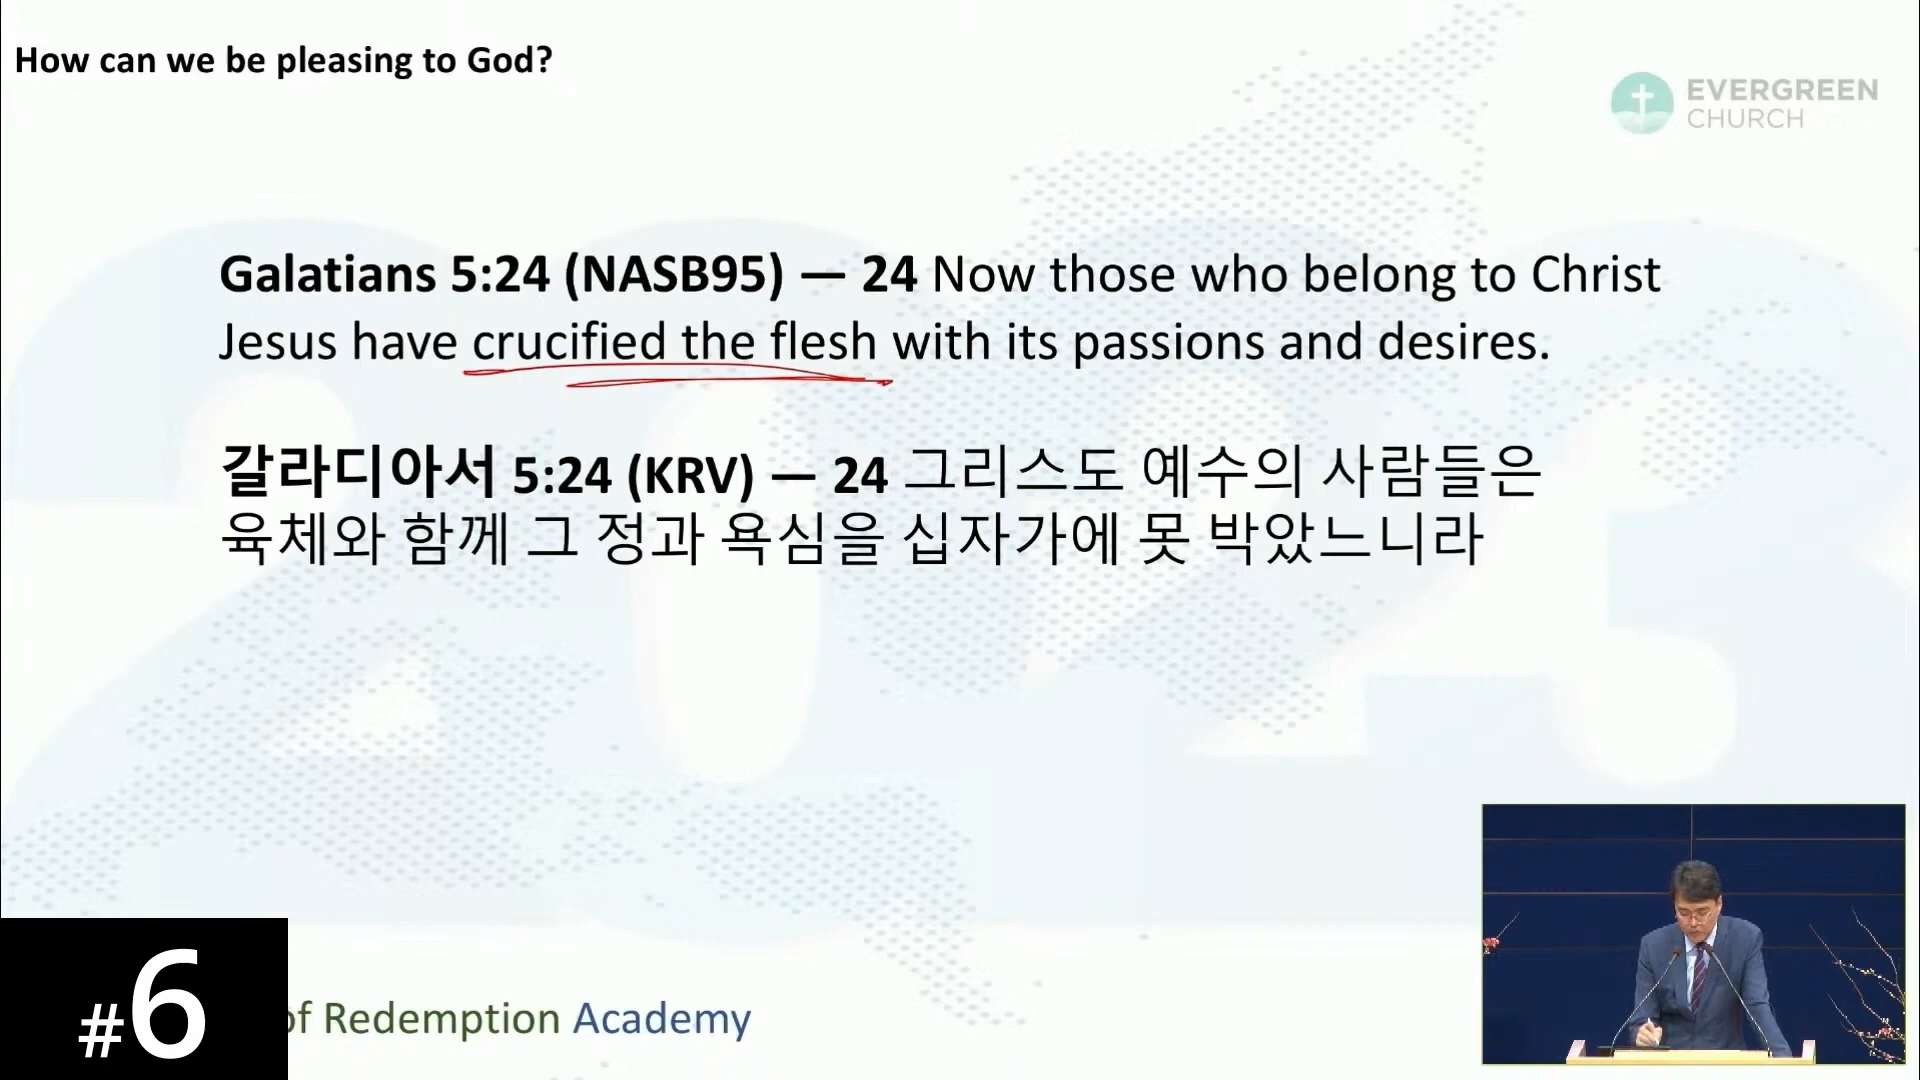 How can we be pleasing to God?
EVERGREEN
CHURCH
Galatians 5:24 (NASB95) — 24 Now those who belong to Christ
Jesus have crucified the flesh with its passions and desires.
갈라디아서 5:24 (KRV) — 24 그리스도 예수의 사람들은
육체와 함께 그 정과 욕심을 십자가에 못 박았느니라
#6
of Redemption Academy